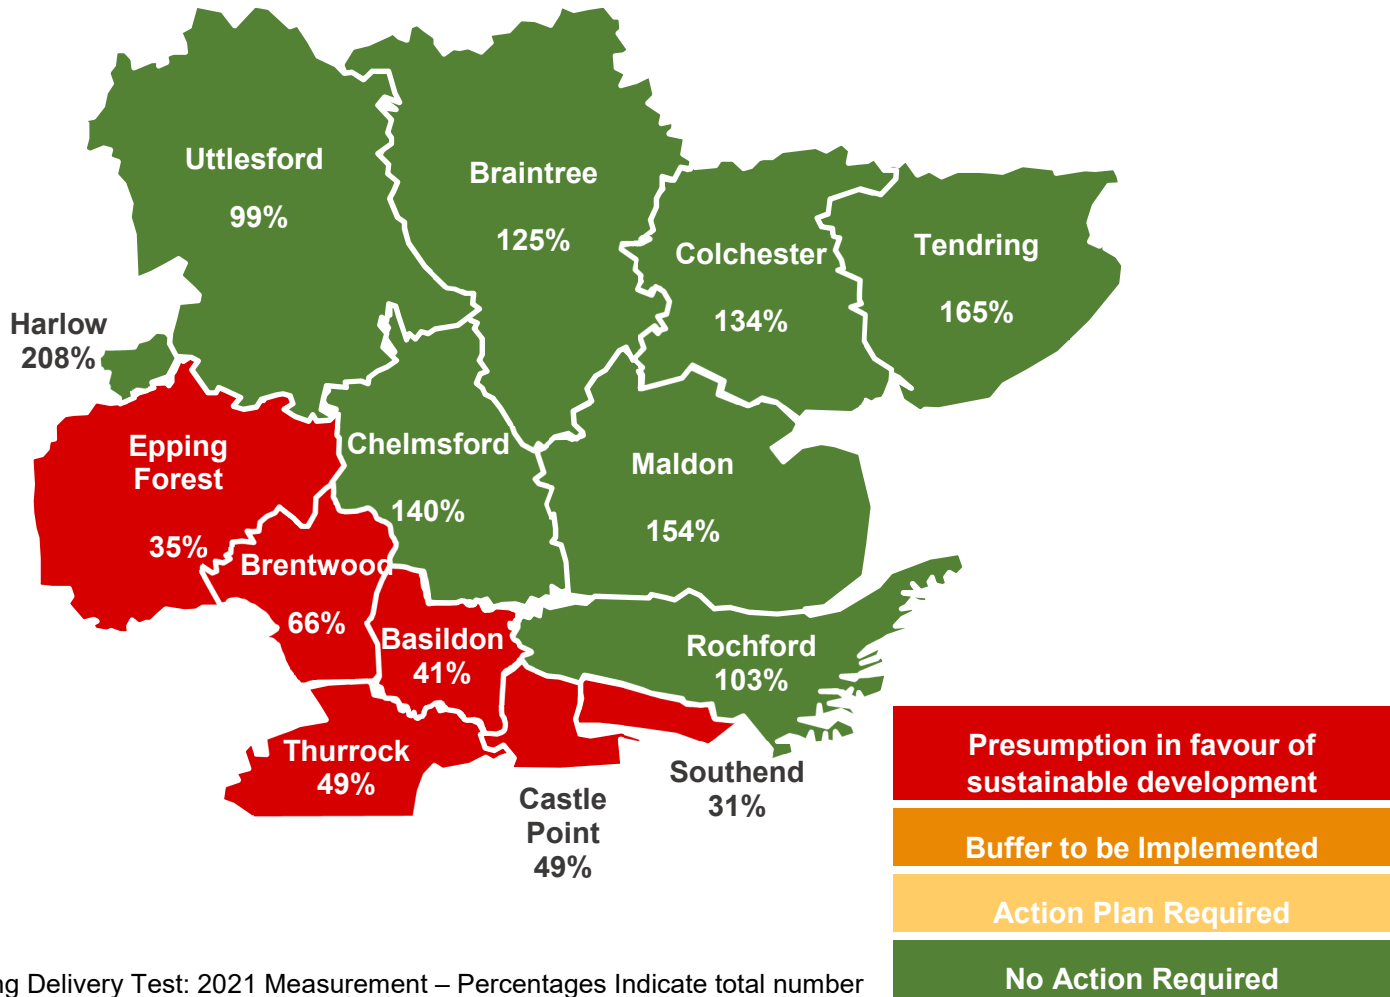 Uttlesford
99%
Braintree
125%
Colchester
134%
Tendring
165%
Harlow
208%
Epping
Forest
35%
Chelmsford
140%
Maldon
154%
Brentwood
66%
Basildon
41%
Rochford
103%
Thurrock
49%
Castle
Point
49%
Southend
31%
Presumption in favour of
sustainable development
Buffer to be Implemented
Action Plan Required
No Action Required
Delivery Test: 2021 Measurement – Percentages Indicate total number